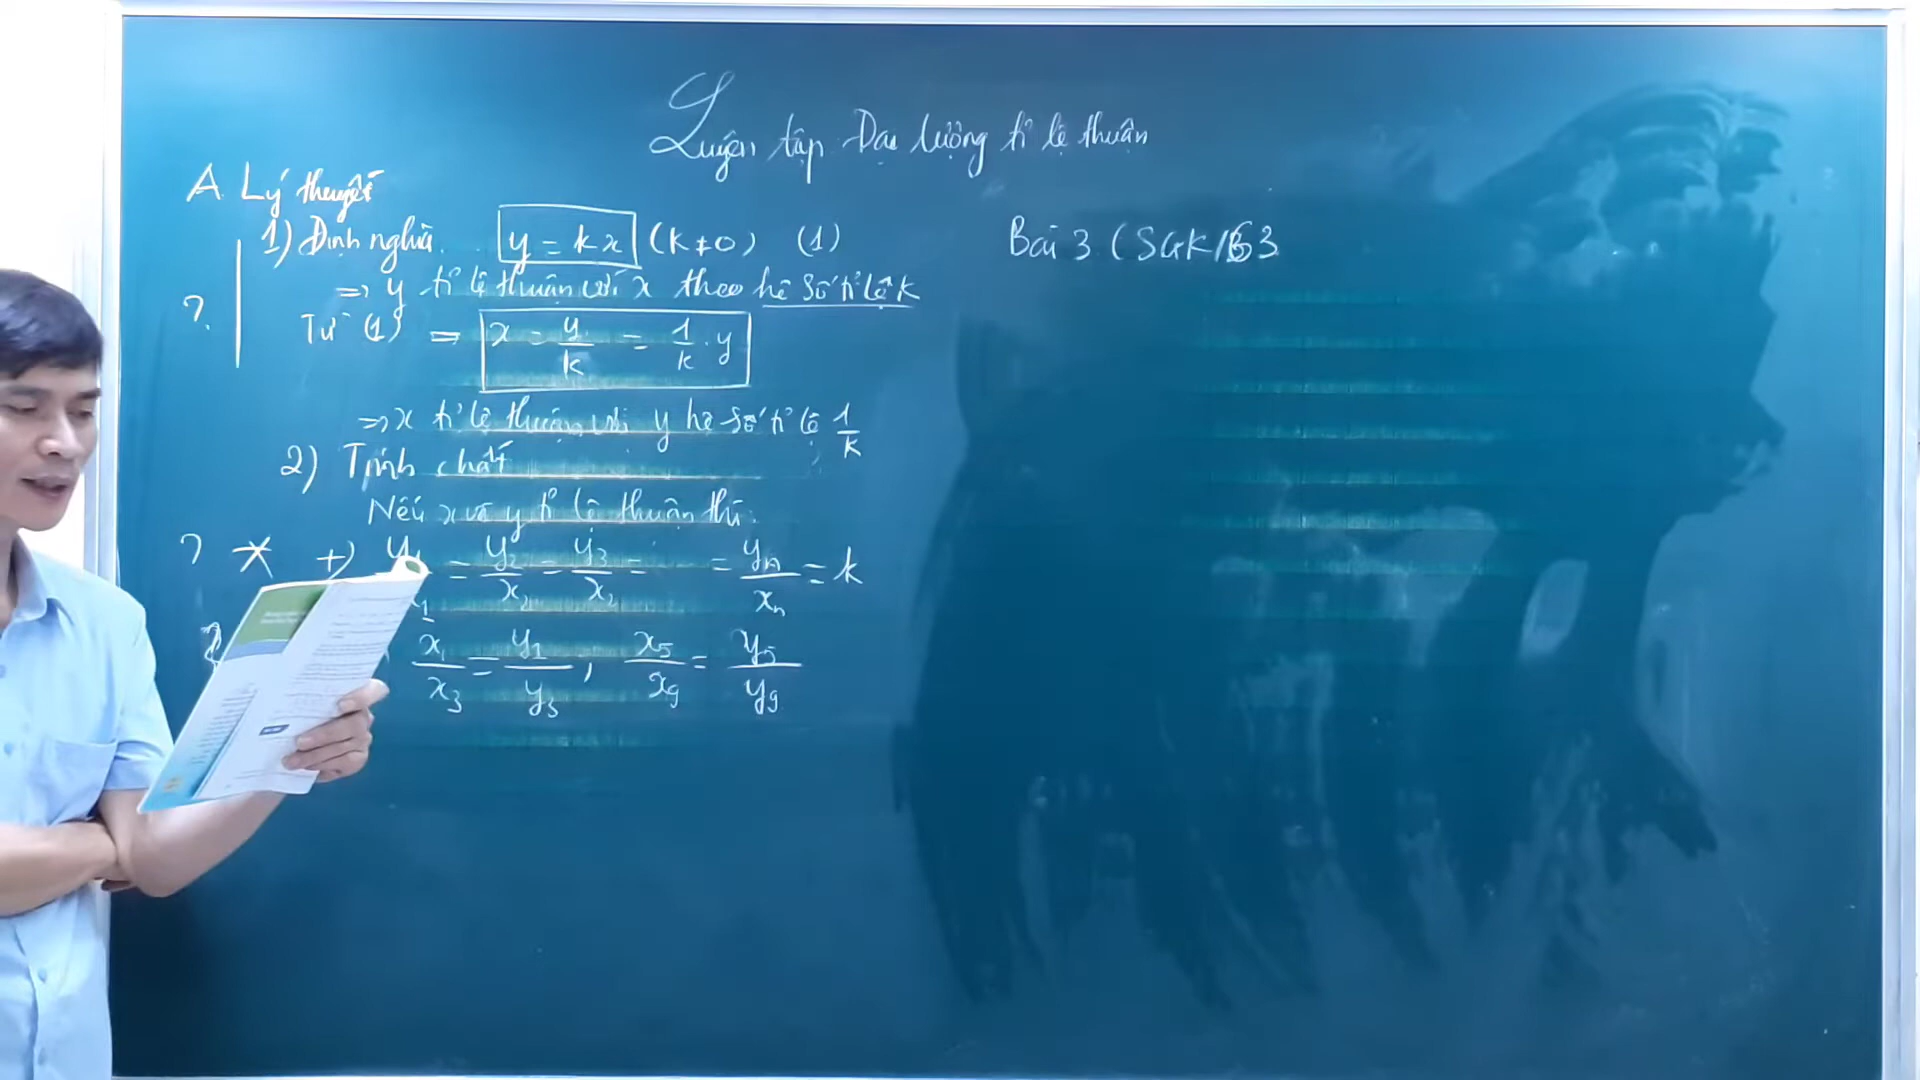 Luyện tập Đại lượng tỉ lệ thuận
A. Lý thuyết
1) Định nghĩa. y = kx (k≠0) (1)
=> y tỉ lệ thuận với x theo hệ số tỉ lệ k
?.
Từ (1) = x = y/k = 1/k . y
=> x tỉ lệ thuận với y hệ số tỉ lệ 1/k
2) Tính chất
Nếu x và y tỉ lệ thuận thì:
? * +) y₁/x₁ = y₂/x₂ = y₃/x₃ = = yₙ/xₙ = k
x₁/x₃ = y₁/y₃ , x₅/x₉ = y₅/y₉
Bài 3 (SGK/63